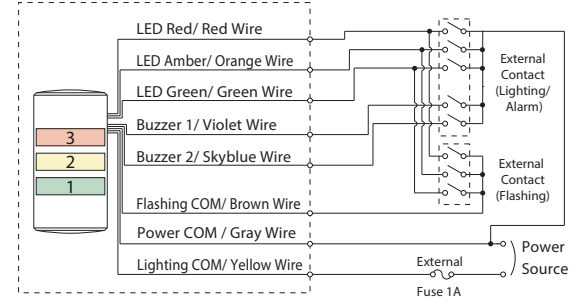 LED Red/ Red Wire
LED Amber/ Orange Wire
LED Green/ Green Wire
Buzzer 1/ Violet Wire
Buzzer 2/ Skyblue Wire
Flashing COM/ Brown Wire
Power COM / Gray Wire
Lighting COM/ Yellow Wire
3
2
1
External
Contact
(Lighting/
Alarm)
External
Contact
(Flashing)
External
Fuse 1A
Power
Source